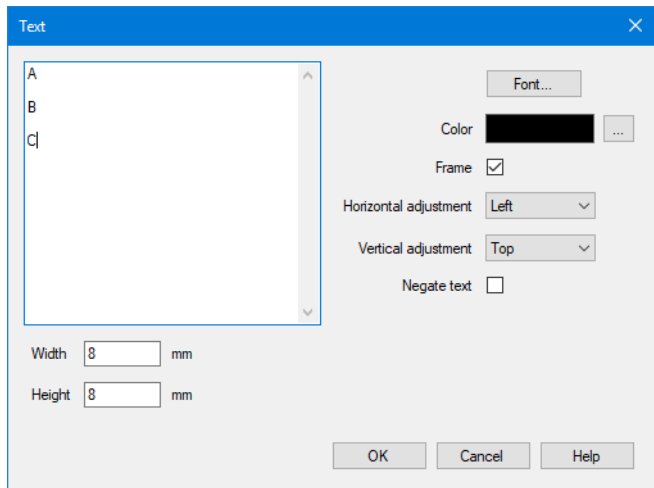 Text
A
B
C
Font...
Color ...
Frame
Horizontal adjustment Left
Vertical adjustment Top
Negate text
Width 8 mm
Height 8 mm
OK Cancel Help